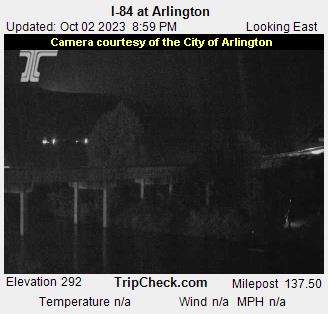 I-84 at Arlington
Updated: Oct 02 2023 8:59 PM Looking East
Camera courtesy of the City of Arlington
Elevation 292 TripCheck.com Milepost 137.50
Temperature n/a Wind n/a MPH n/a